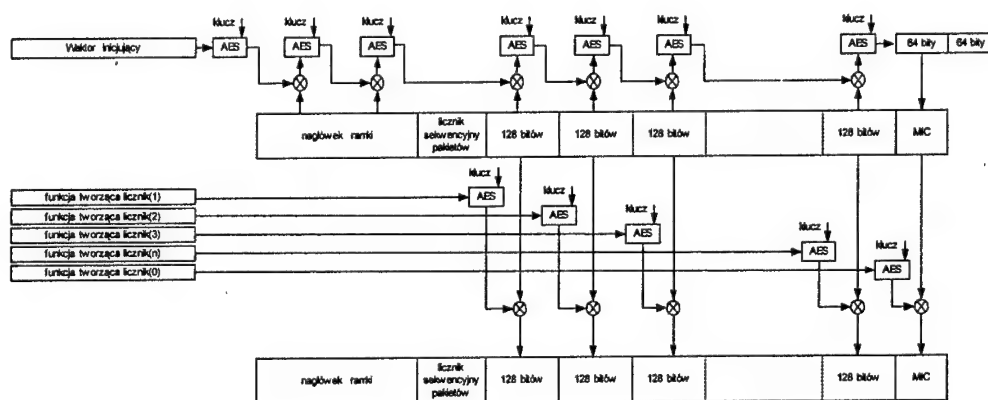 klucz klucz klucz klucz klucz klucz klucz
Wektor inicjujący AES AES AES AES AES AES AES 64 bity 64 bity
nagłówek ramki licznik sekwencyjny pakietów 128 bitów 128 bitów 128 bitów 128 bitów MIC
klucz
funkcja tworząca licznik(1) AES
klucz
funkcja tworząca licznik(2) AES
klucz
funkcja tworząca licznik(3) AES
klucz
funkcja tworząca licznik(n) AES
klucz
funkcja tworząca licznik(0) AES
nagłówek ramki licznik sekwencyjny pakietów 128 bitów 128 bitów 128 bitów 128 bitów MIC